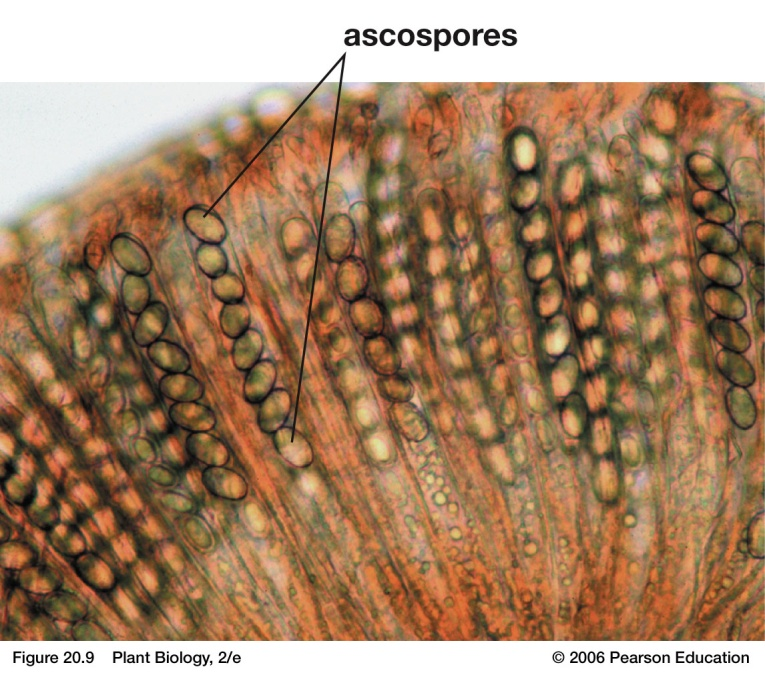 ascospores
Figure 20.9 Plant Biology, 2/e
© 2006 Pearson Education